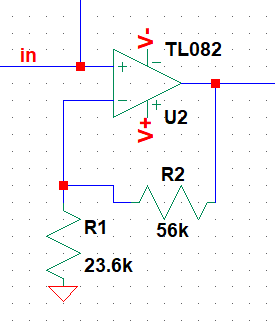 V-
TL082
in
+
−
−
+
U2
V+
R2
56k
R1
23.6k